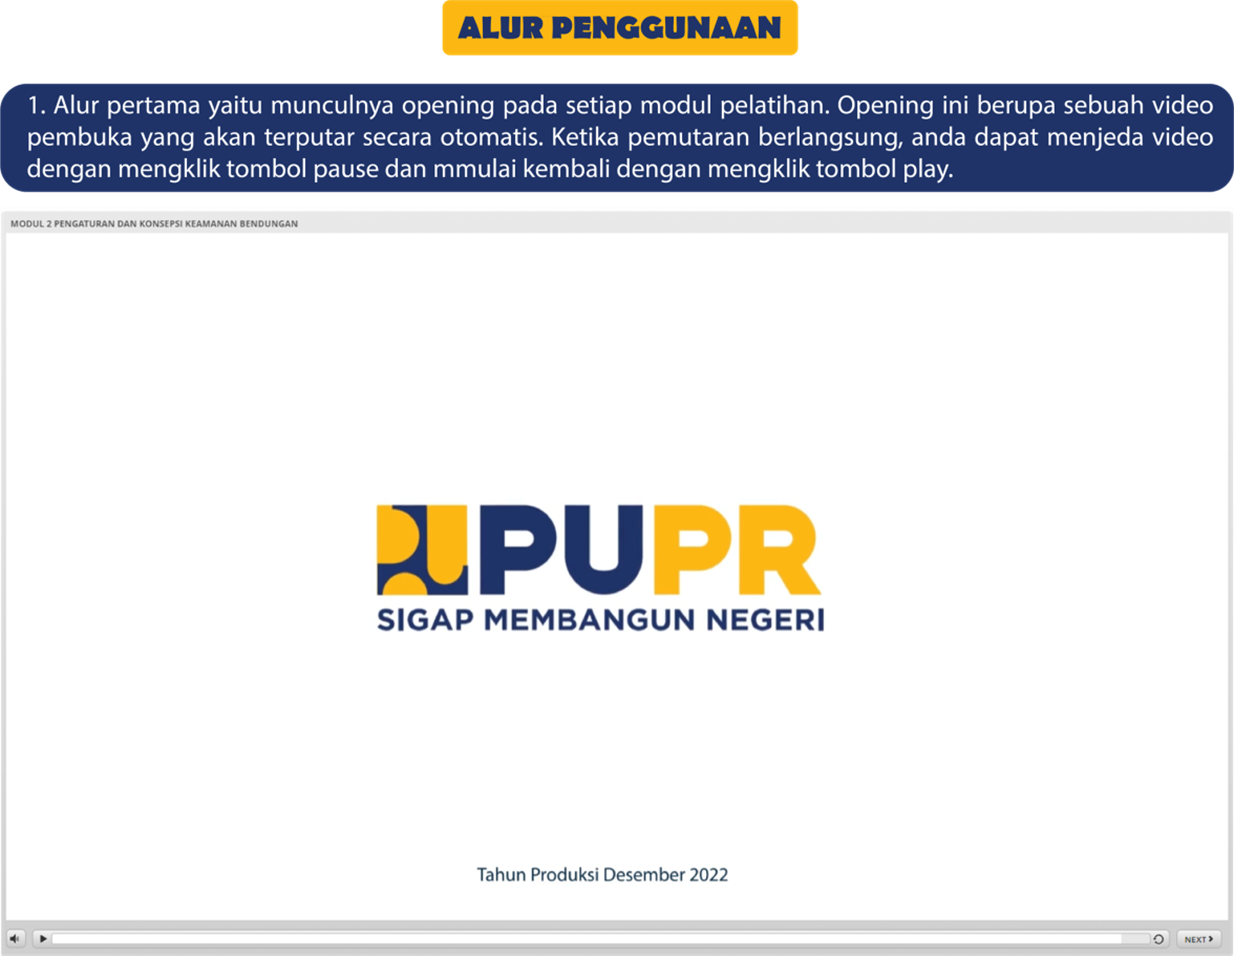 ALUR PENGGUNAAN
1. Alur pertama yaitu munculnya opening pada setiap modul pelatihan. Opening ini berupa sebuah video
pembuka yang akan terputar secara otomatis. Ketika pemutaran berlangsung, anda dapat menjeda video
dengan mengklik tombol pause dan mmulai kembali dengan mengklik tombol play.
MODUL 2 PENGATURAN DAN KONSEPSI KEAMANAN BENDUNGAN
PUPR
SIGAP MEMBANGUN NEGERI
Tahun Produksi Desember 2022
NEXT